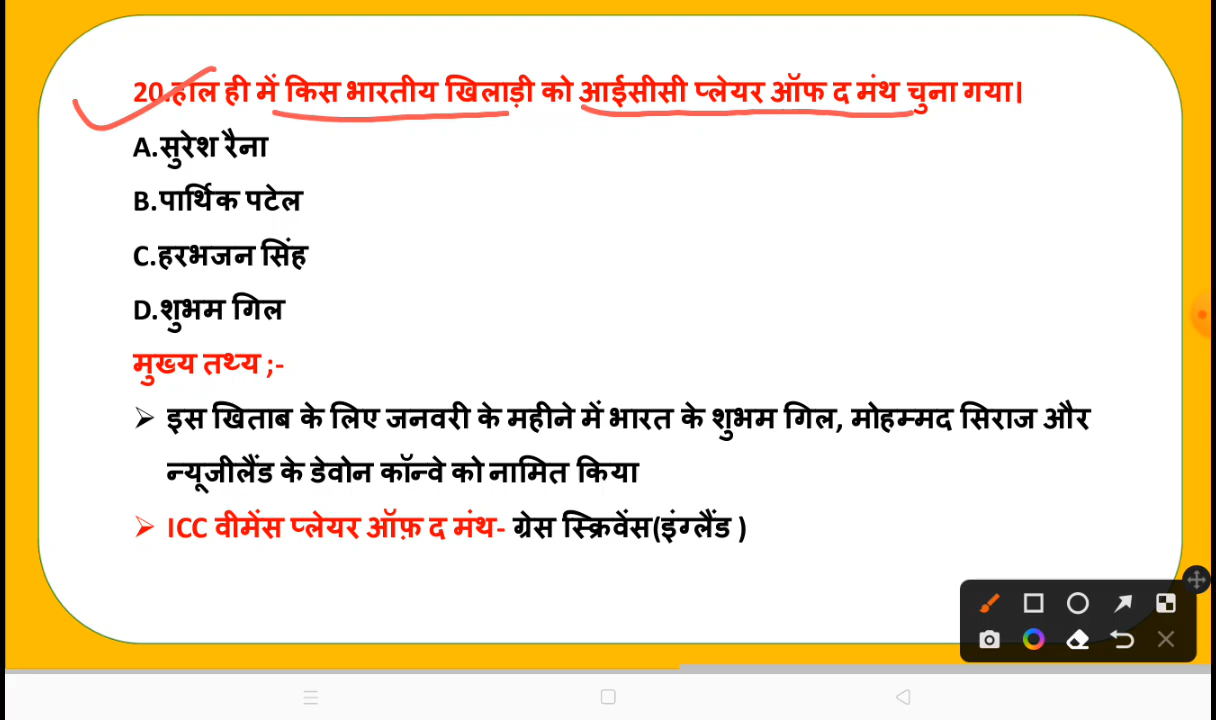 20.हाल ही में किस भारतीय खिलाड़ी को आईसीसी प्लेयर ऑफ द मंथ चुना गया।
A.सुरेश रैना
B.पार्थिक पटेल
C.हरभजन सिंह
D.शुभम गिल
मुख्य तथ्य ;-
इस खिताब के लिए जनवरी के महीने में भारत के शुभम गिल, मोहम्मद सिराज और
न्यूजीलैंड के डेवोन कॉन्वे को नामित किया
ICC वीमेंस प्लेयर ऑफ़ द मंथ- ग्रेस स्क्रिवेंस(इंग्लैंड )